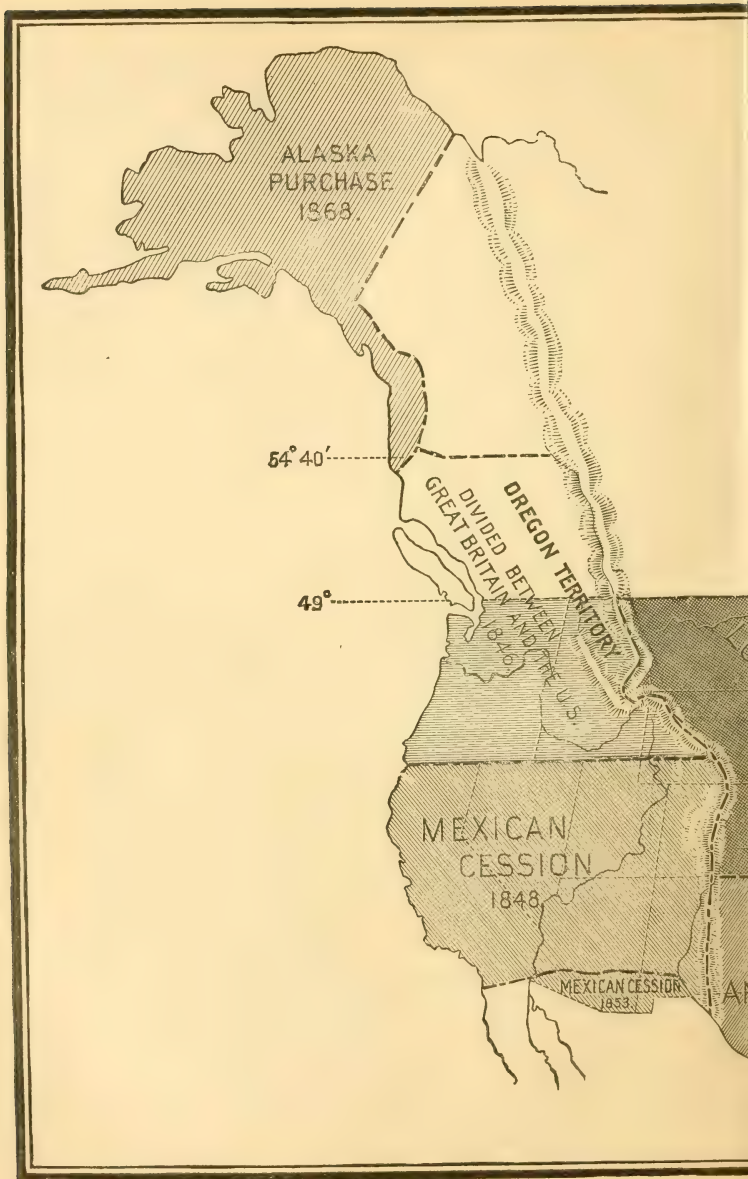 ALASKA
PURCHASE
1868.
54° 40'
OREGON TERRITORY
DIVIDED BETWEEN
GREAT BRITAIN AND THE U.S.
1846.
49°
MEXICAN
CESSION
1848.
MEXICAN CESSION
1853.